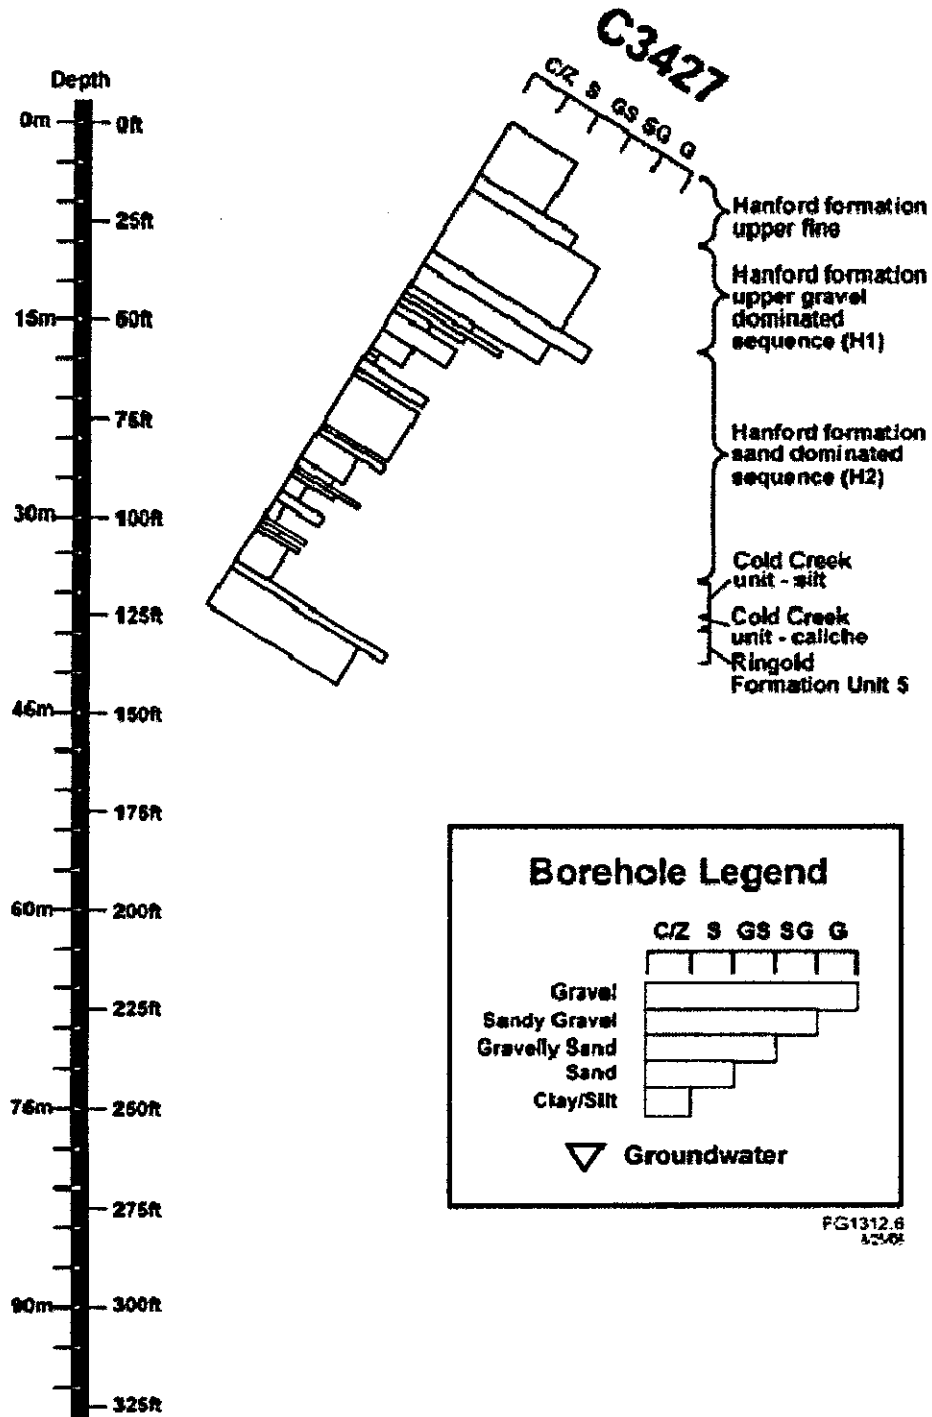 C3427
C/Z S GS SG G
Depth
0m 0ft
25ft
15m 50ft
75ft
30m 100ft
125ft
45m 150ft
175ft
60m 200ft
225ft
75m 250ft
275ft
90m 300ft
325ft
Hanford formation
upper fine
Hanford formation
upper gravel
dominated
sequence (H1)
Hanford formation
sand dominated
sequence (H2)
Cold Creek
unit - silt
Cold Creek
unit - caliche
Ringold
Formation Unit 5
Borehole Legend
C/Z S GS SG G
Gravel
Sandy Gravel
Gravelly Sand
Sand
Clay/Silt
Groundwater
FG1312.6